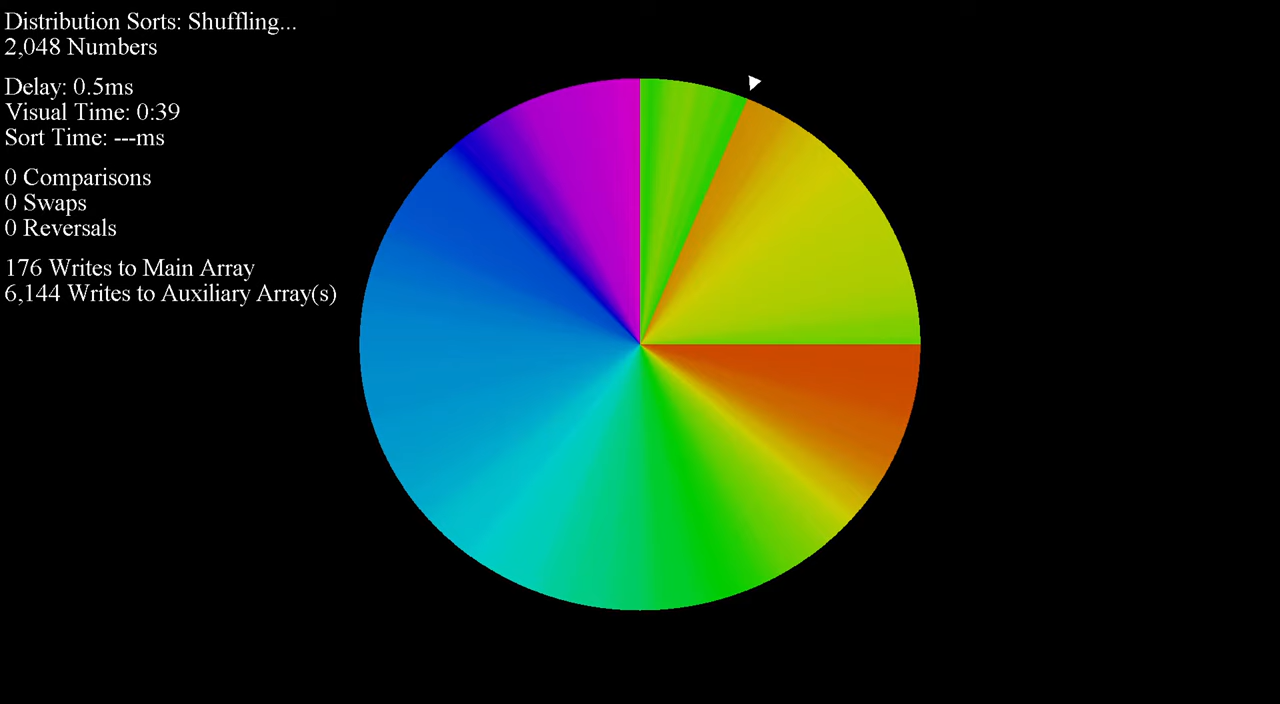 Distribution Sorts: Shuffling...
2,048 Numbers
Delay: 0.5ms
Visual Time: 0:39
Sort Time: ---ms
0 Comparisons
0 Swaps
0 Reversals
176 Writes to Main Array
6,144 Writes to Auxiliary Array(s)